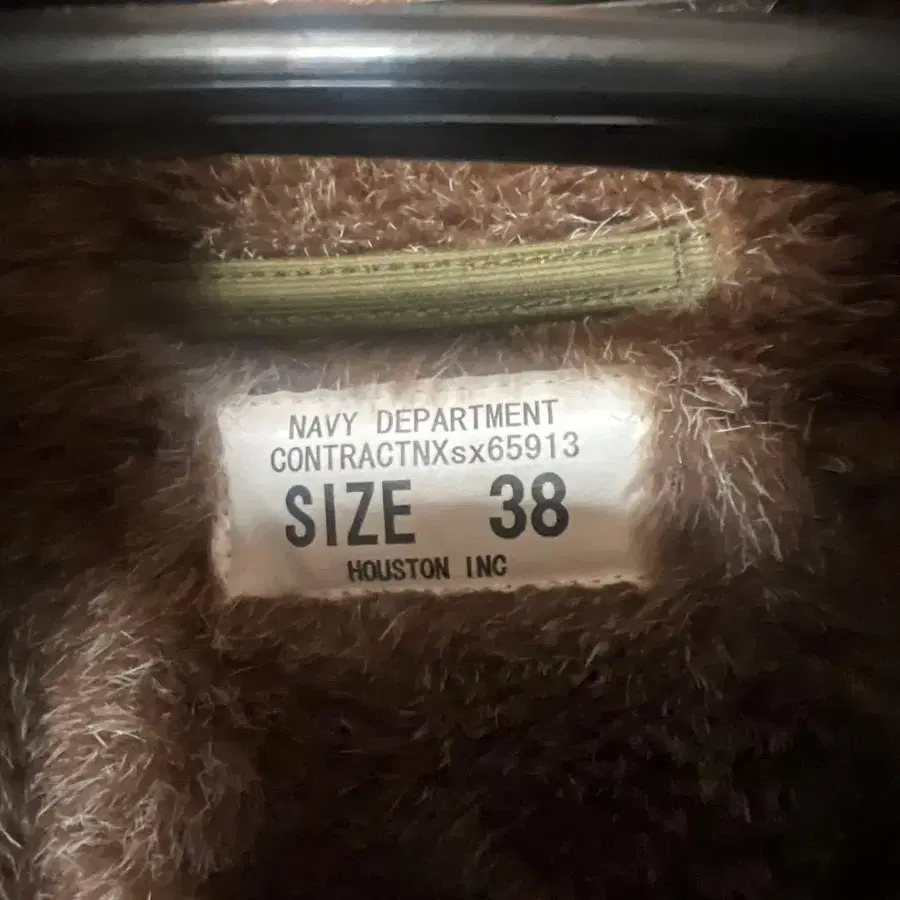 NAVY DEPARTMENT
CONTRACTNXsx65913
SIZE 38
HOUSTON INC